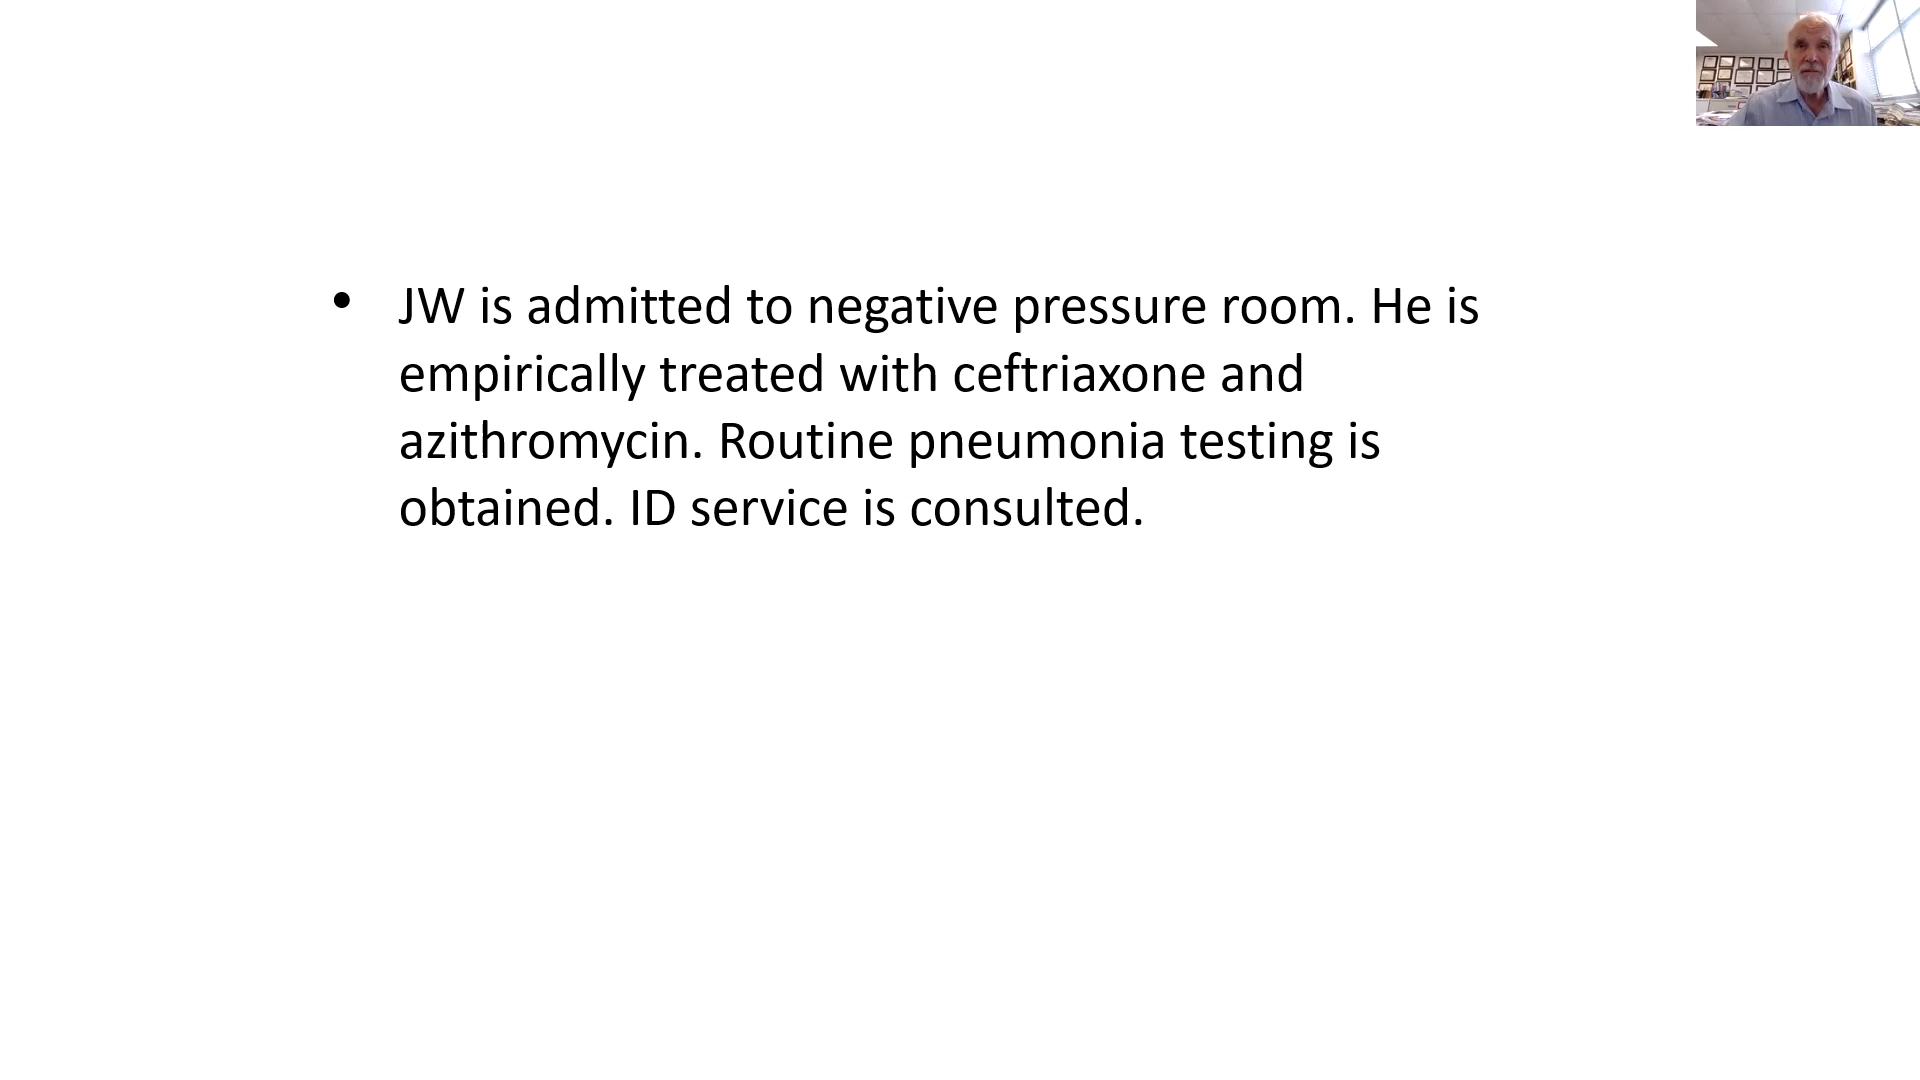 • JW is admitted to negative pressure room. He is
empirically treated with ceftriaxone and
azithromycin. Routine pneumonia testing is
obtained. ID service is consulted.